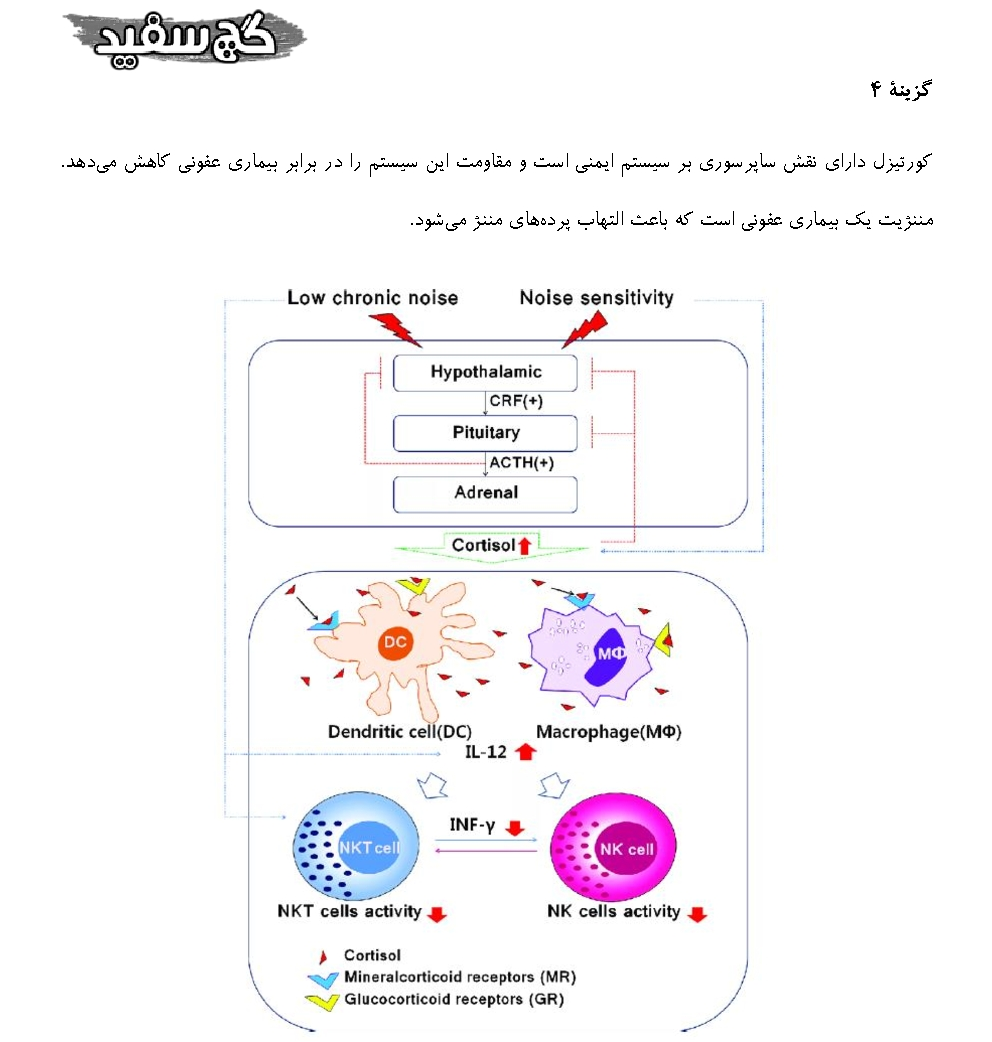 گچ سفید
گزینهٔ ۴
کورتیزل دارای نقش ساپرسوری بر سیستم ایمنی است و مقاومت این سیستم را در برابر بیماری عفونی کاهش می‌دهد.
مننژیت یک بیماری عفونی است که باعث التهاب پرده‌های مننژ می‌شود.
Low chronic noise Noise sensitivity
Hypothalamic
CRF(+)
Pituitary
ACTH(+)
Adrenal
Cortisol
DC MΦ
Dendritic cell(DC) Macrophage(MΦ)
IL-12
INF-γ
NKT cell NK cell
NKT cells activity NK cells activity
Cortisol
Mineralcorticoid receptors (MR)
Glucocorticoid receptors (GR)